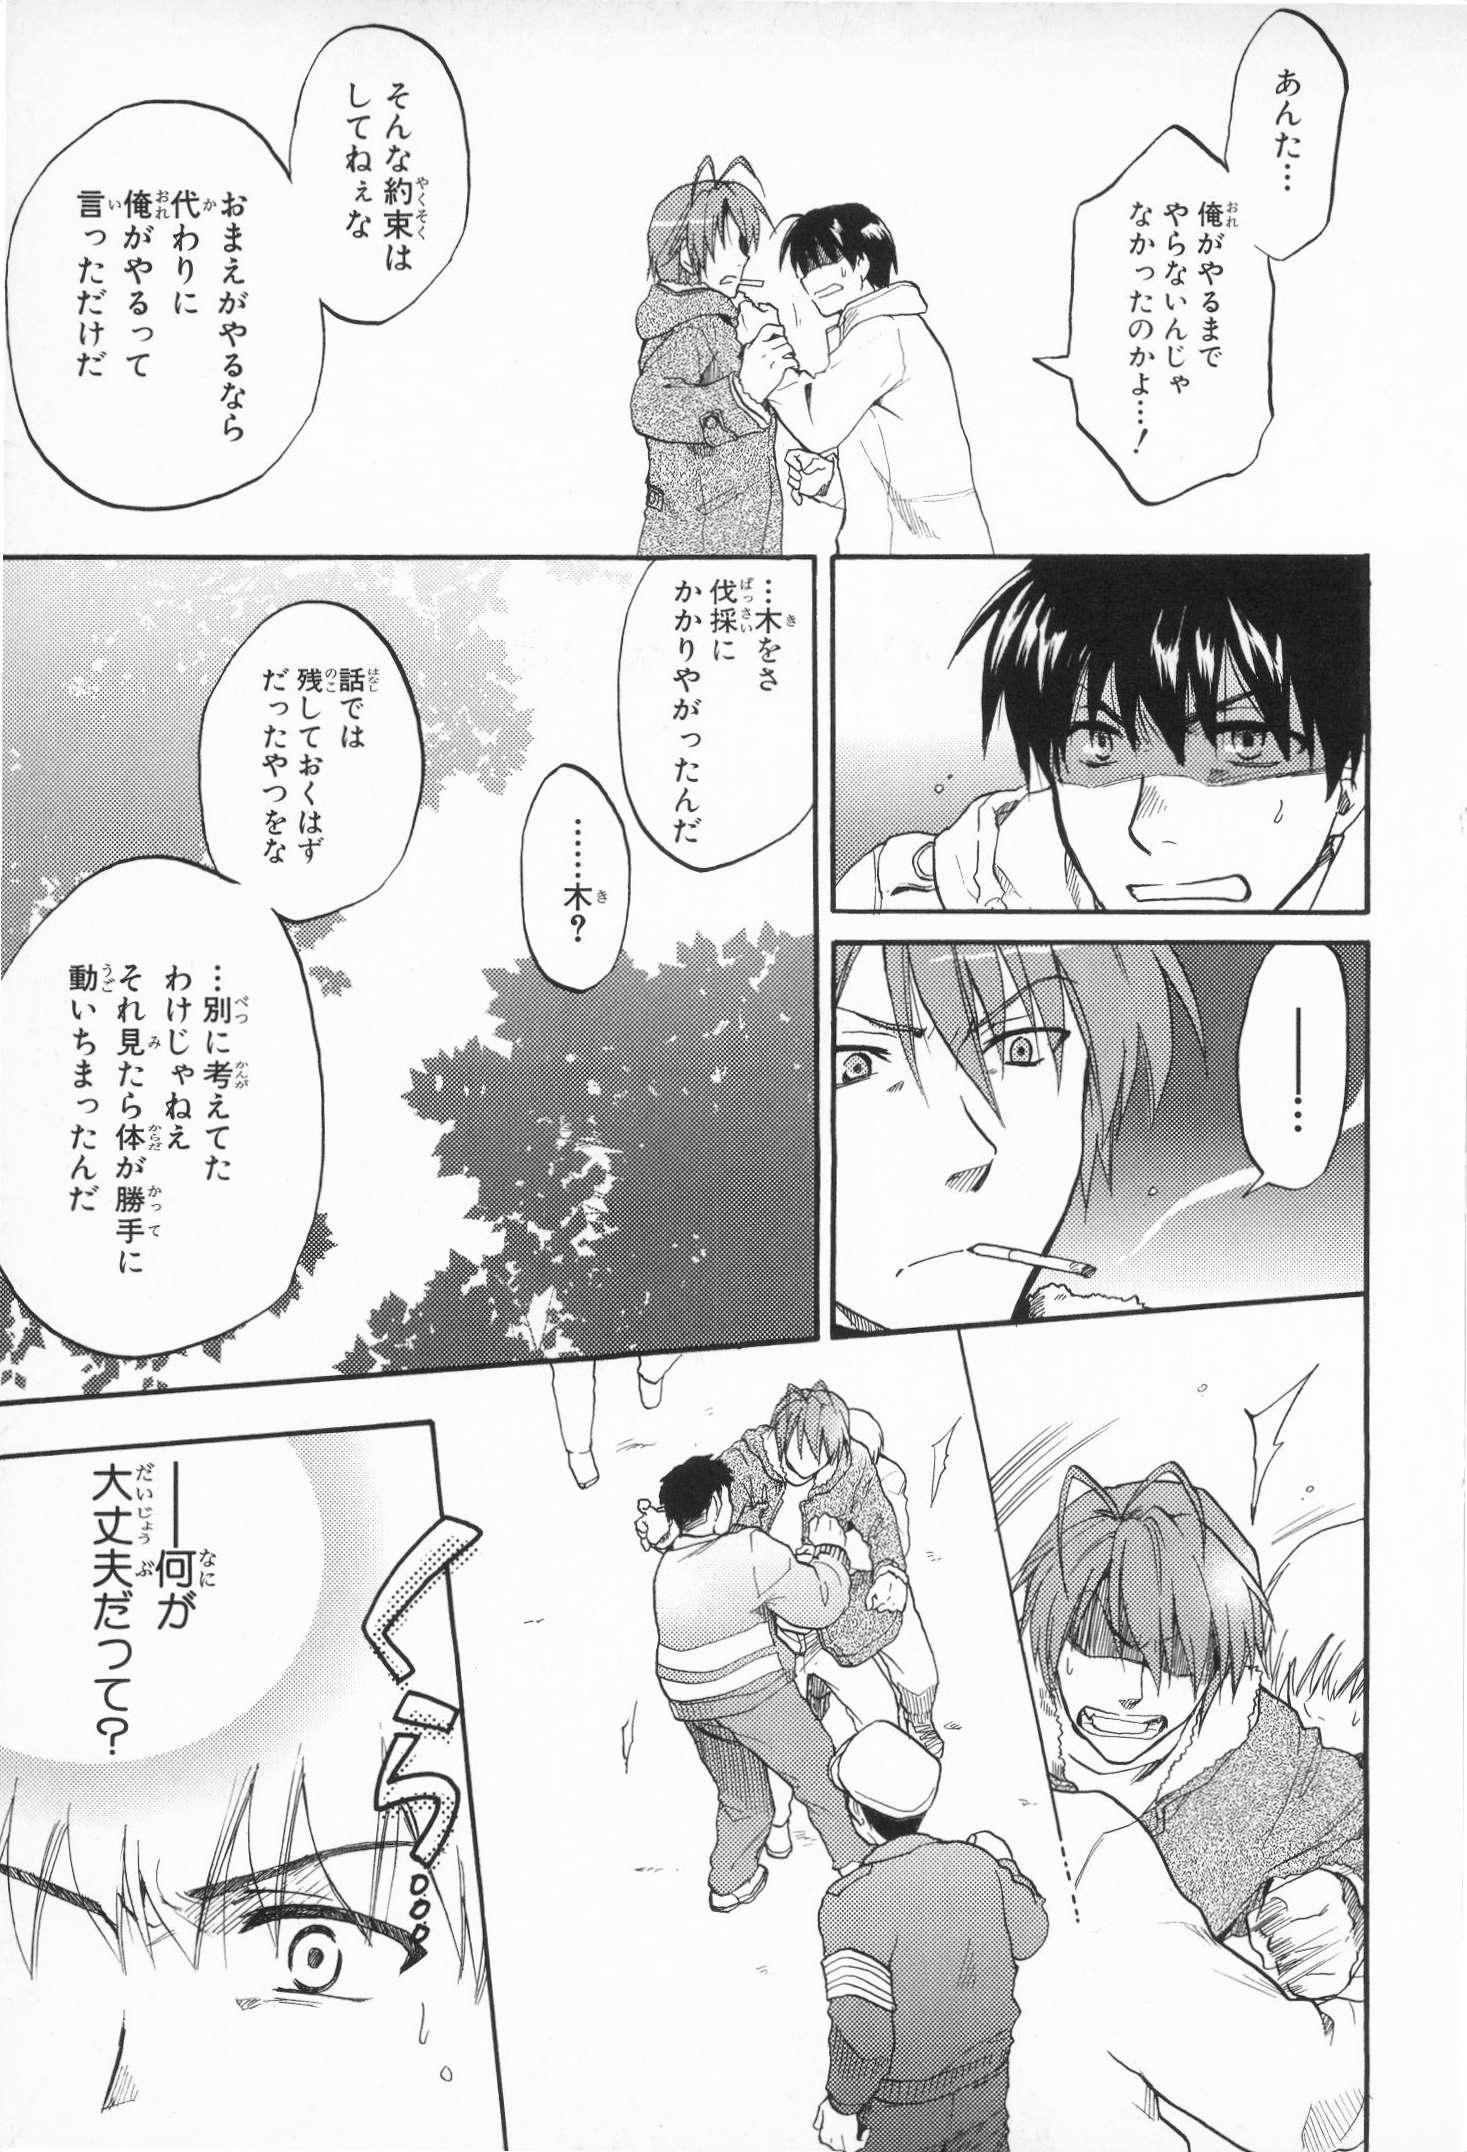 あんた…
俺がやるまで
やらないんじゃ
なかったのかよ…！
そんな約束は
してねぇな
おまえがやるなら
代わりに
俺がやるって
言っただけだ
――…
…木をさ
伐採に
かかりやがったんだ
……木？
話では
残しておくはず
だったやつをな
…別に考えてた
わけじゃねえ
それ見たら体が勝手に
動いちまったんだ
――何が
大丈夫だって？
くら…